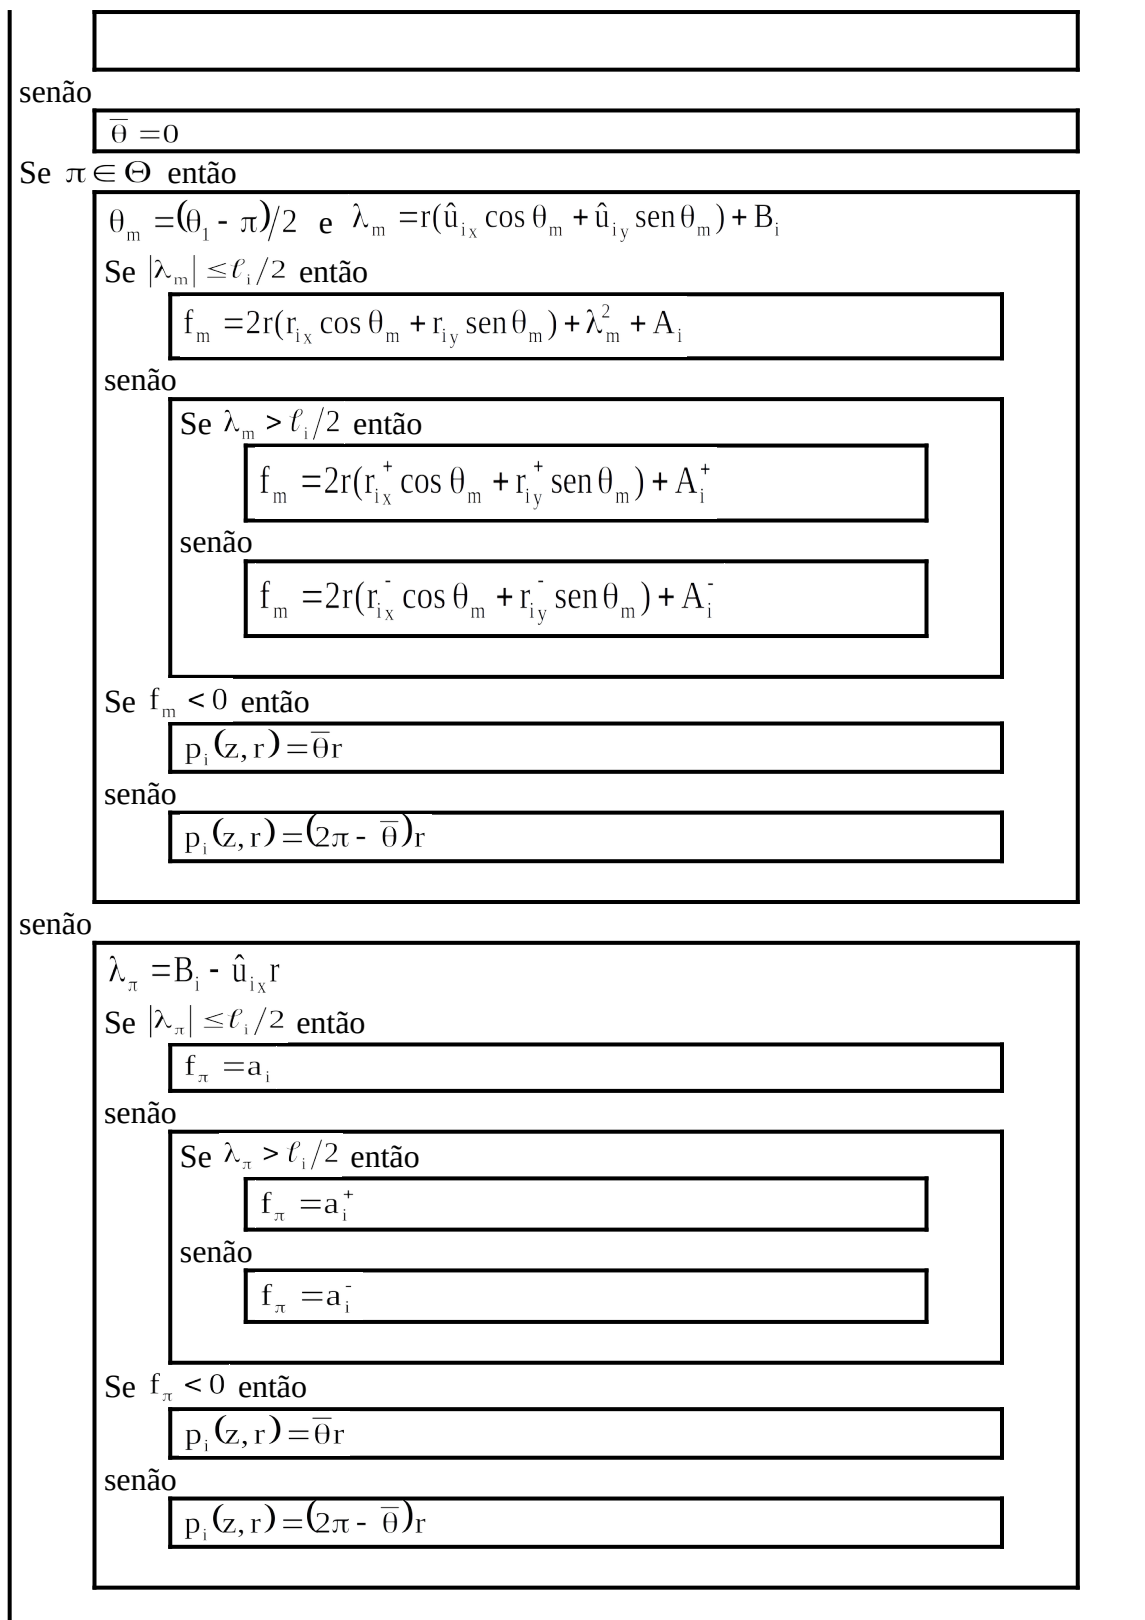 senão
θ̅ =0
Se π∈Θ então
θ_m =(θ_1 - π)/2 e λ_m =r(û_ix cos θ_m + û_iy sen θ_m) + B_i
Se |λ_m| ≤ℓ_i/2 então
f_m =2r(r_ix cos θ_m + r_iy sen θ_m) + λ_m^2 + A_i
senão
Se λ_m > ℓ_i/2 então
f_m =2r(r_ix^+ cos θ_m + r_iy^+ sen θ_m) + A_i^+
senão
f_m =2r(r_ix^- cos θ_m + r_iy^- sen θ_m) + A_i^-
Se f_m < 0 então
p_i(z, r) =θ̅r
senão
p_i(z, r) =(2π - θ̅)r
senão
λ_π =B_i - û_ix r
Se |λ_π| ≤ℓ_i/2 então
f_π =a_i
senão
Se λ_π > ℓ_i/2 então
f_π =a_i^+
senão
f_π =a_i^-
Se f_π < 0 então
p_i(z, r) =θ̅r
senão
p_i(z, r) =(2π - θ̅)r